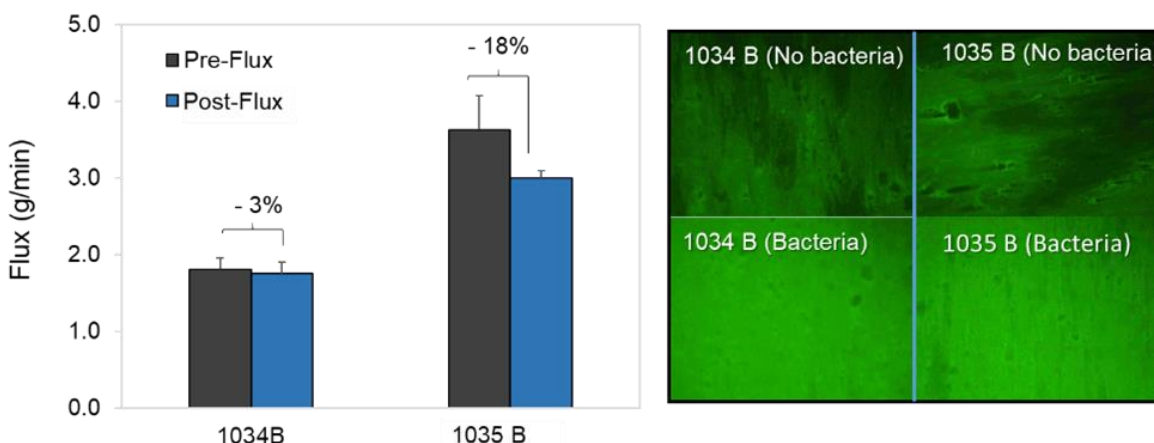 5.0
4.0
3.0
2.0
1.0
0.0
Flux (g/min)
Pre-Flux
Post-Flux
- 3%
- 18%
1034B
1035 B
1034 B (No bacteria)
1035 B (No bacteria
1034 B (Bacteria)
1035 B (Bacteria)